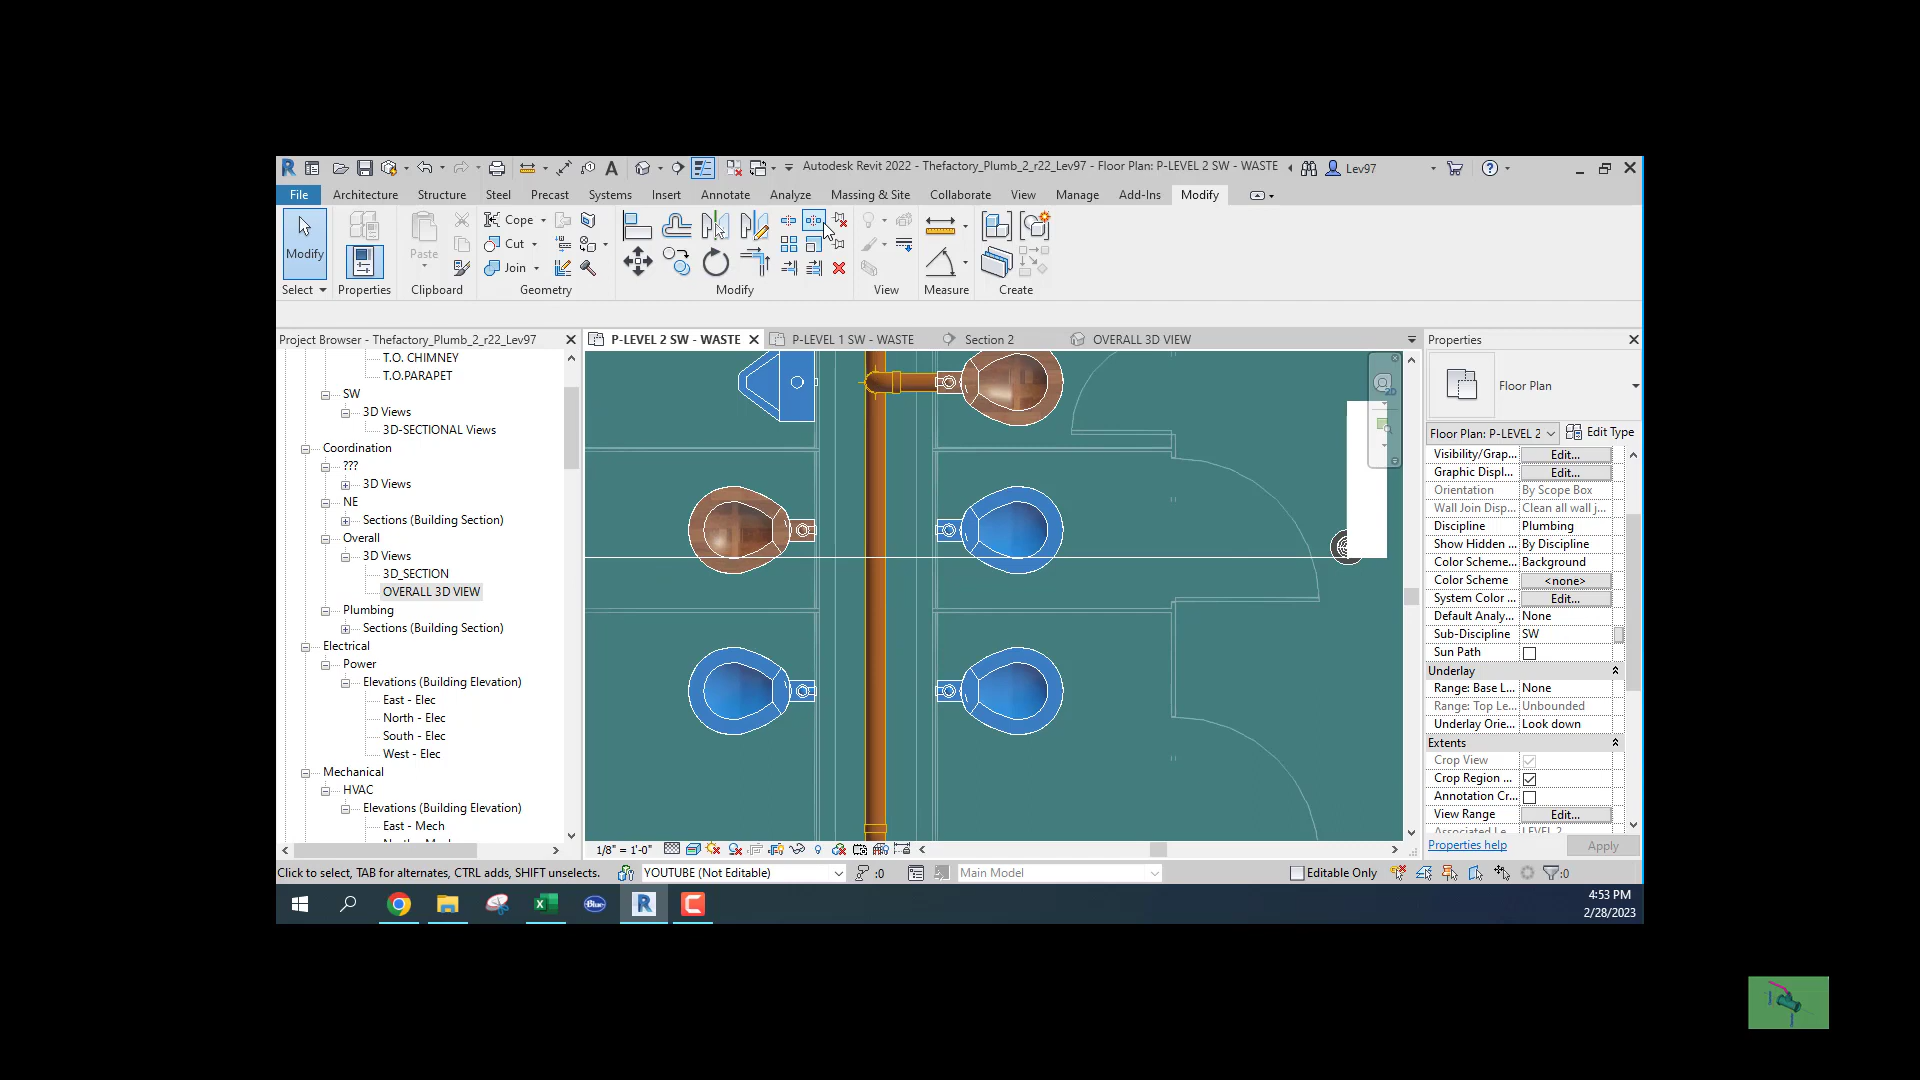 Autodesk Revit 2022 - Thefactory_Plumb_2_r22_Lev97 - Floor Plan: P-LEVEL 2 SW - WASTE
Lev97
File Architecture Structure Steel Precast Systems Insert Annotate Analyze Massing & Site Collaborate View Manage Add-Ins Modify
Modify
Paste
Cope
Cut
Join
Select Properties Clipboard Geometry Modify View Measure Create
Project Browser - Thefactory_Plumb_2_r22_Lev97
T.O. CHIMNEY
T.O.PARAPET
SW
3D Views
3D-SECTIONAL Views
Coordination
???
3D Views
NE
Sections (Building Section)
Overall
3D Views
3D_SECTION
OVERALL 3D VIEW
Plumbing
Sections (Building Section)
Electrical
Power
Elevations (Building Elevation)
East - Elec
North - Elec
South - Elec
West - Elec
Mechanical
HVAC
Elevations (Building Elevation)
East - Mech
P-LEVEL 2 SW - WASTE
P-LEVEL 1 SW - WASTE
Section 2
OVERALL 3D VIEW
1/8" = 1'-0"
Properties
Floor Plan
Floor Plan: P-LEVEL 2
Edit Type
Visibility/Grap... Edit...
Graphic Displ... Edit...
Orientation By Scope Box
Wall Join Disp... Clean all wall j...
Discipline Plumbing
Show Hidden ... By Discipline
Color Scheme... Background
Color Scheme <none>
System Color ... Edit...
Default Analy... None
Sub-Discipline SW
Sun Path
Underlay
Range: Base L... None
Range: Top Le... Unbounded
Underlay Orie... Look down
Extents
Crop View
Crop Region ...
Annotation Cr...
View Range Edit...
Properties help
Apply
Click to select, TAB for alternates, CTRL adds, SHIFT unselects.
YOUTUBE (Not Editable)
:0
Main Model
Editable Only
:0
4:53 PM
2/28/2023